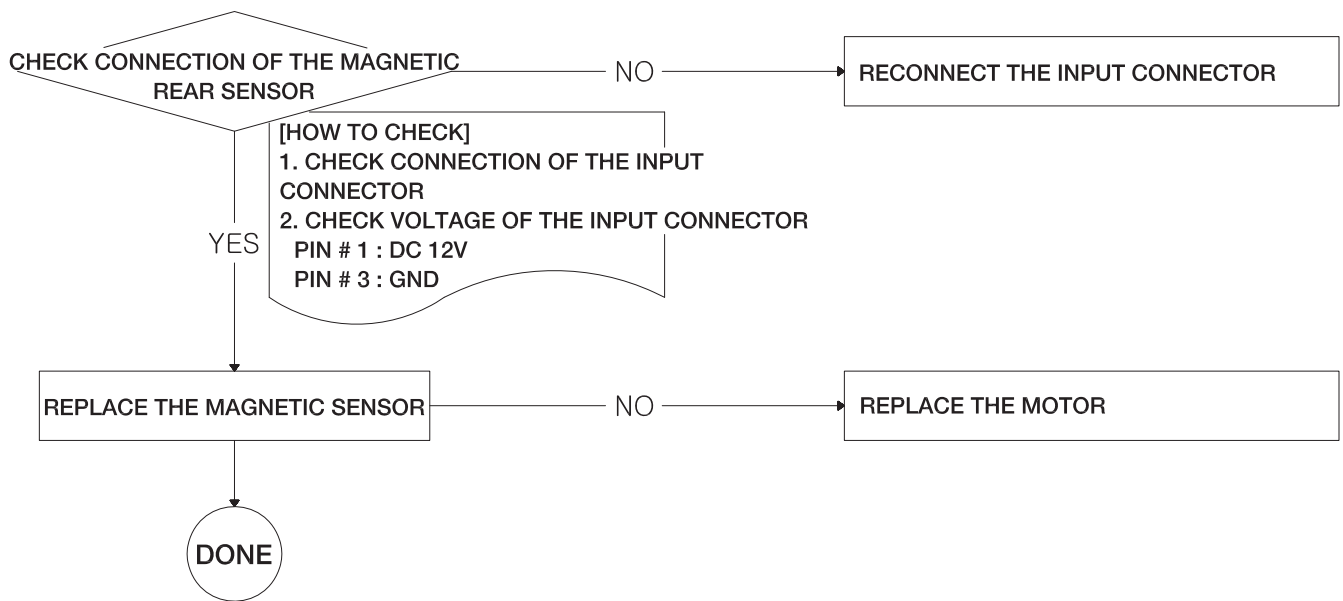 CHECK CONNECTION OF THE MAGNETIC
REAR SENSOR
NO
RECONNECT THE INPUT CONNECTOR
[HOW TO CHECK]
1. CHECK CONNECTION OF THE INPUT
CONNECTOR
2. CHECK VOLTAGE OF THE INPUT CONNECTOR
PIN # 1 : DC 12V
PIN # 3 : GND
YES
REPLACE THE MAGNETIC SENSOR
NO
REPLACE THE MOTOR
DONE